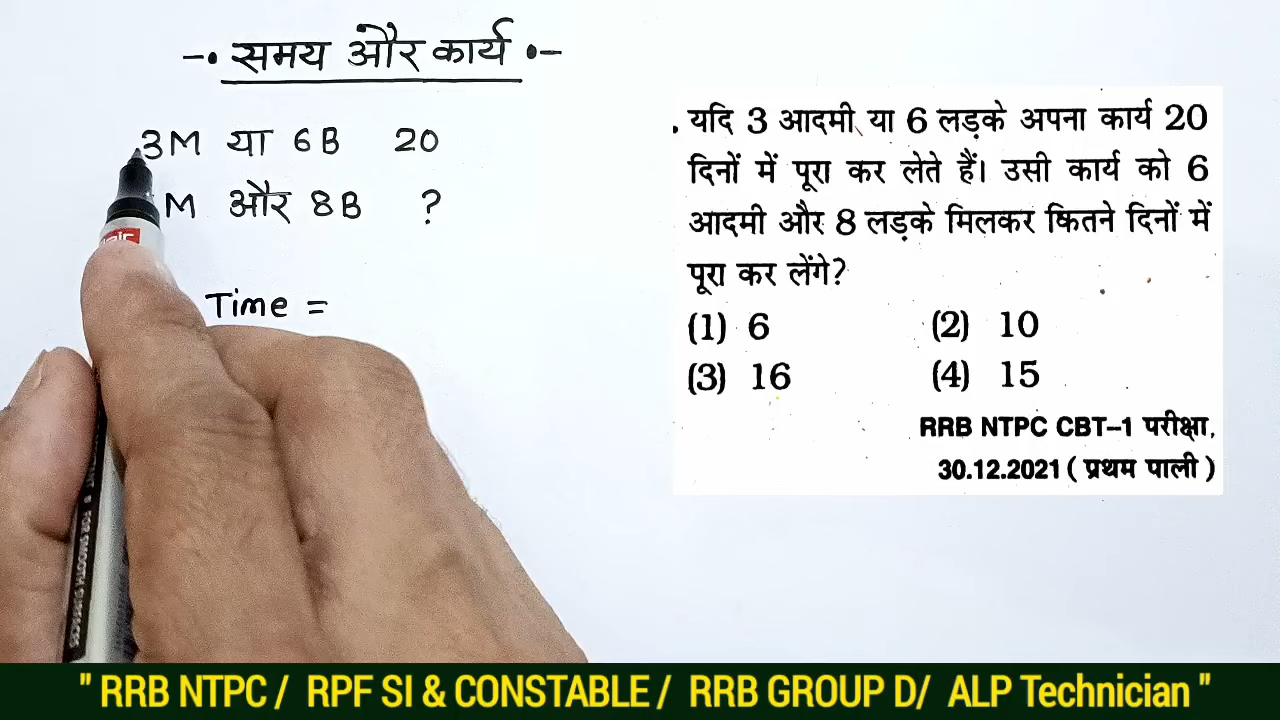 समय और कार्य
3M या 6B 20
M और 8B ?
Time =
यदि 3 आदमी या 6 लड़के अपना कार्य 20
दिनों में पूरा कर लेते हैं। उसी कार्य को 6
आदमी और 8 लड़के मिलकर कितने दिनों में
पूरा कर लेंगे?
(1) 6 (2) 10
(3) 16 (4) 15
RRB NTPC CBT–1 परीक्षा,
30.12.2021 ( प्रथम पाली )
" RRB NTPC / RPF SI & CONSTABLE / RRB GROUP D/ ALP Technician "